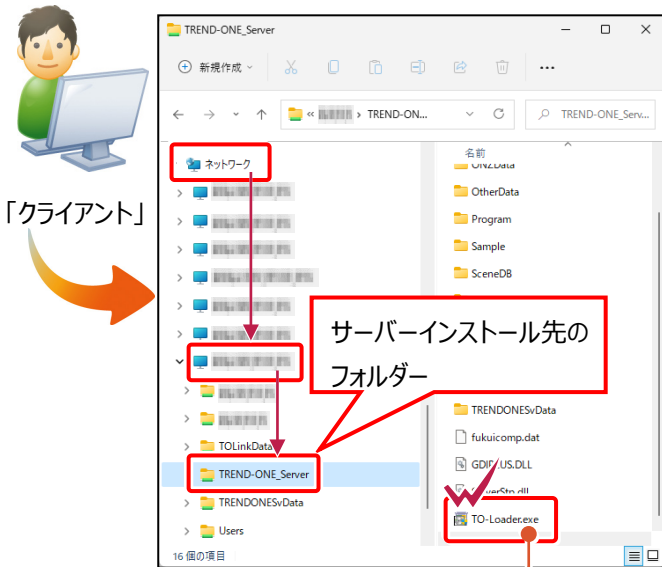 TREND-ONE_Server
新規作成
« › TREND-ON...
TREND-ONE_Serv...
「クライアント」
ネットワーク
TOLinkData
TREND-ONE_Server
TRENDONESvData
Users
名前
OtherData
Program
Sample
SceneDB
サーバーインストール先の
フォルダー
TRENDONESvData
fukuicomp.dat
TO-Loader.exe
16 個の項目